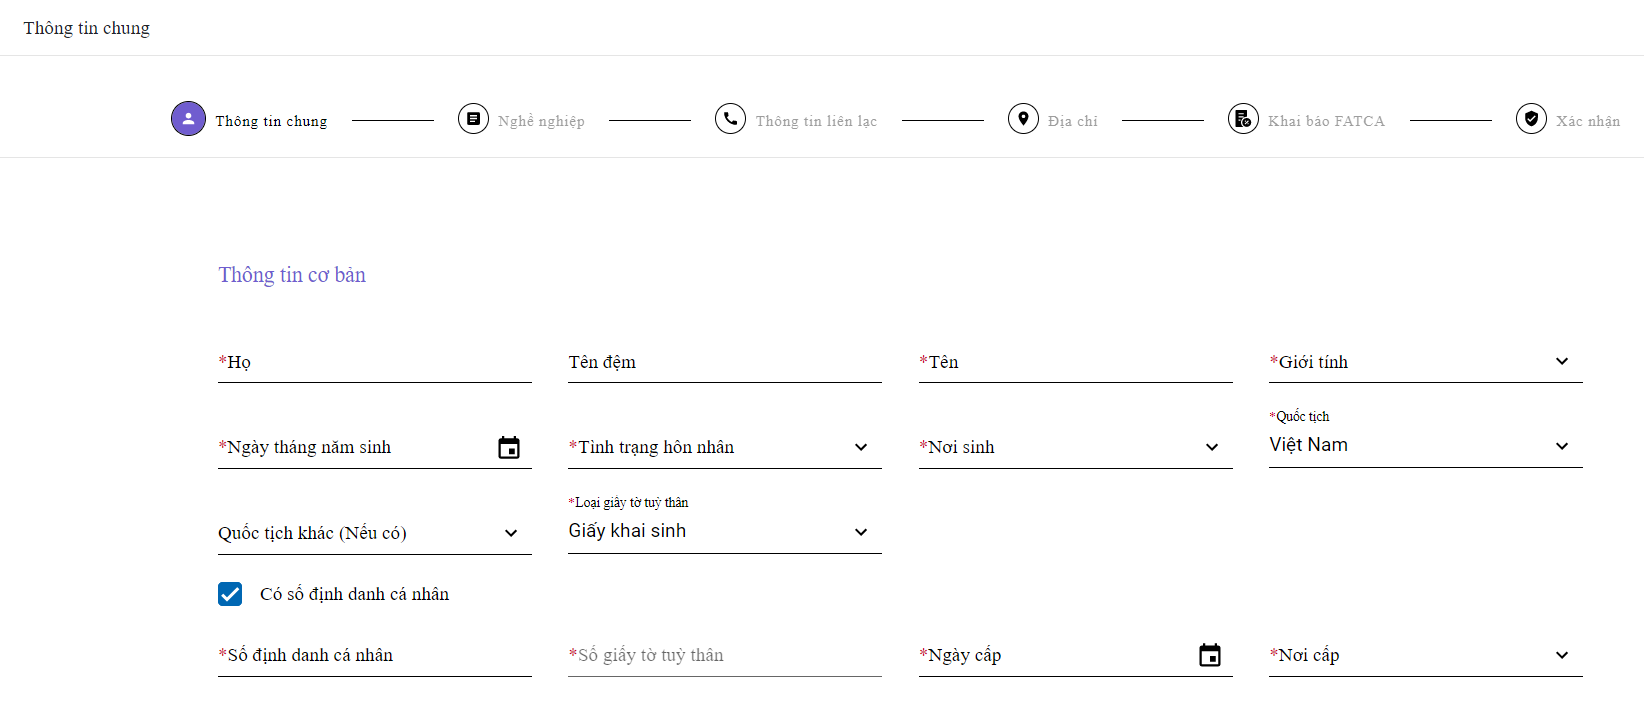 Thông tin chung
Thông tin chung Nghề nghiệp Thông tin liên lạc Địa chỉ Khai báo FATCA Xác nhận
Thông tin cơ bản
*Họ Tên đệm *Tên *Giới tính
*Quốc tịch
*Ngày tháng năm sinh *Tình trạng hôn nhân *Nơi sinh Việt Nam
*Loại giấy tờ tuỳ thân
Quốc tịch khác (Nếu có) Giấy khai sinh
Có số định danh cá nhân
*Số định danh cá nhân *Số giấy tờ tuỳ thân *Ngày cấp *Nơi cấp